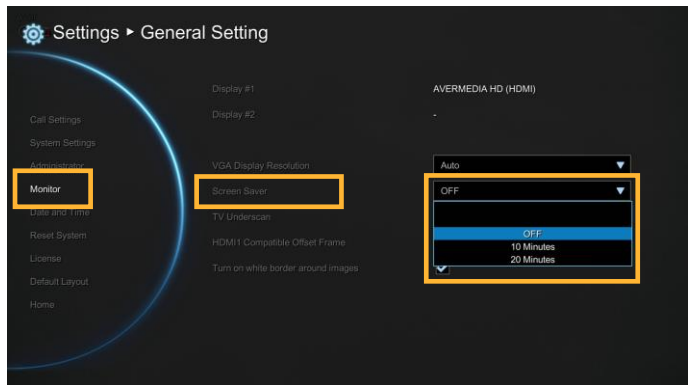 Settings ▸ General Setting
Display #1 AVERMEDIA HD (HDMI)
Display #2 -
Call Settings
System Settings
Administrator
Monitor
Date and Time
Reset System
License
Default Layout
Home
VGA Display Resolution Auto
Screen Saver OFF
TV Underscan
HDMI1 Compatible Offset Frame
Turn on white border around images
OFF
10 Minutes
20 Minutes